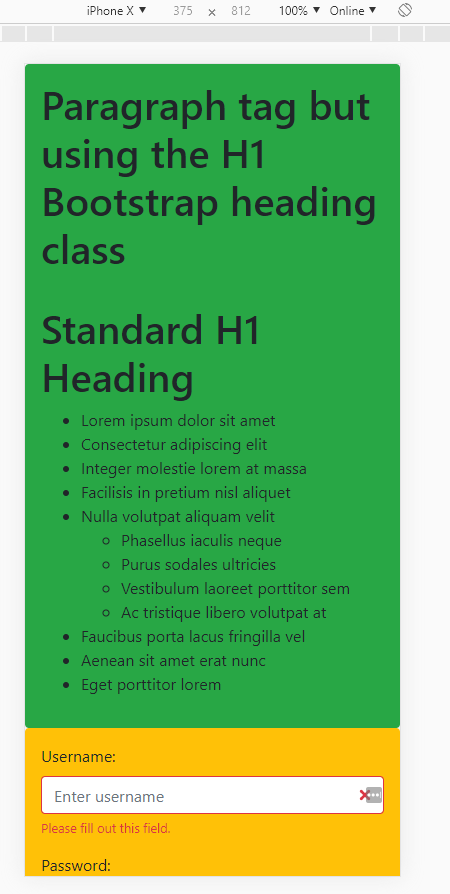 iPhone X ▼ 375 × 812 100% ▼ Online ▼
Paragraph tag but
using the H1
Bootstrap heading
class
Standard H1
Heading
• Lorem ipsum dolor sit amet
• Consectetur adipiscing elit
• Integer molestie lorem at massa
• Facilisis in pretium nisl aliquet
• Nulla volutpat aliquam velit
◦ Phasellus iaculis neque
◦ Purus sodales ultricies
◦ Vestibulum laoreet porttitor sem
◦ Ac tristique libero volutpat at
• Faucibus porta lacus fringilla vel
• Aenean sit amet erat nunc
• Eget porttitor lorem
Username:
Enter username
Please fill out this field.
Password: